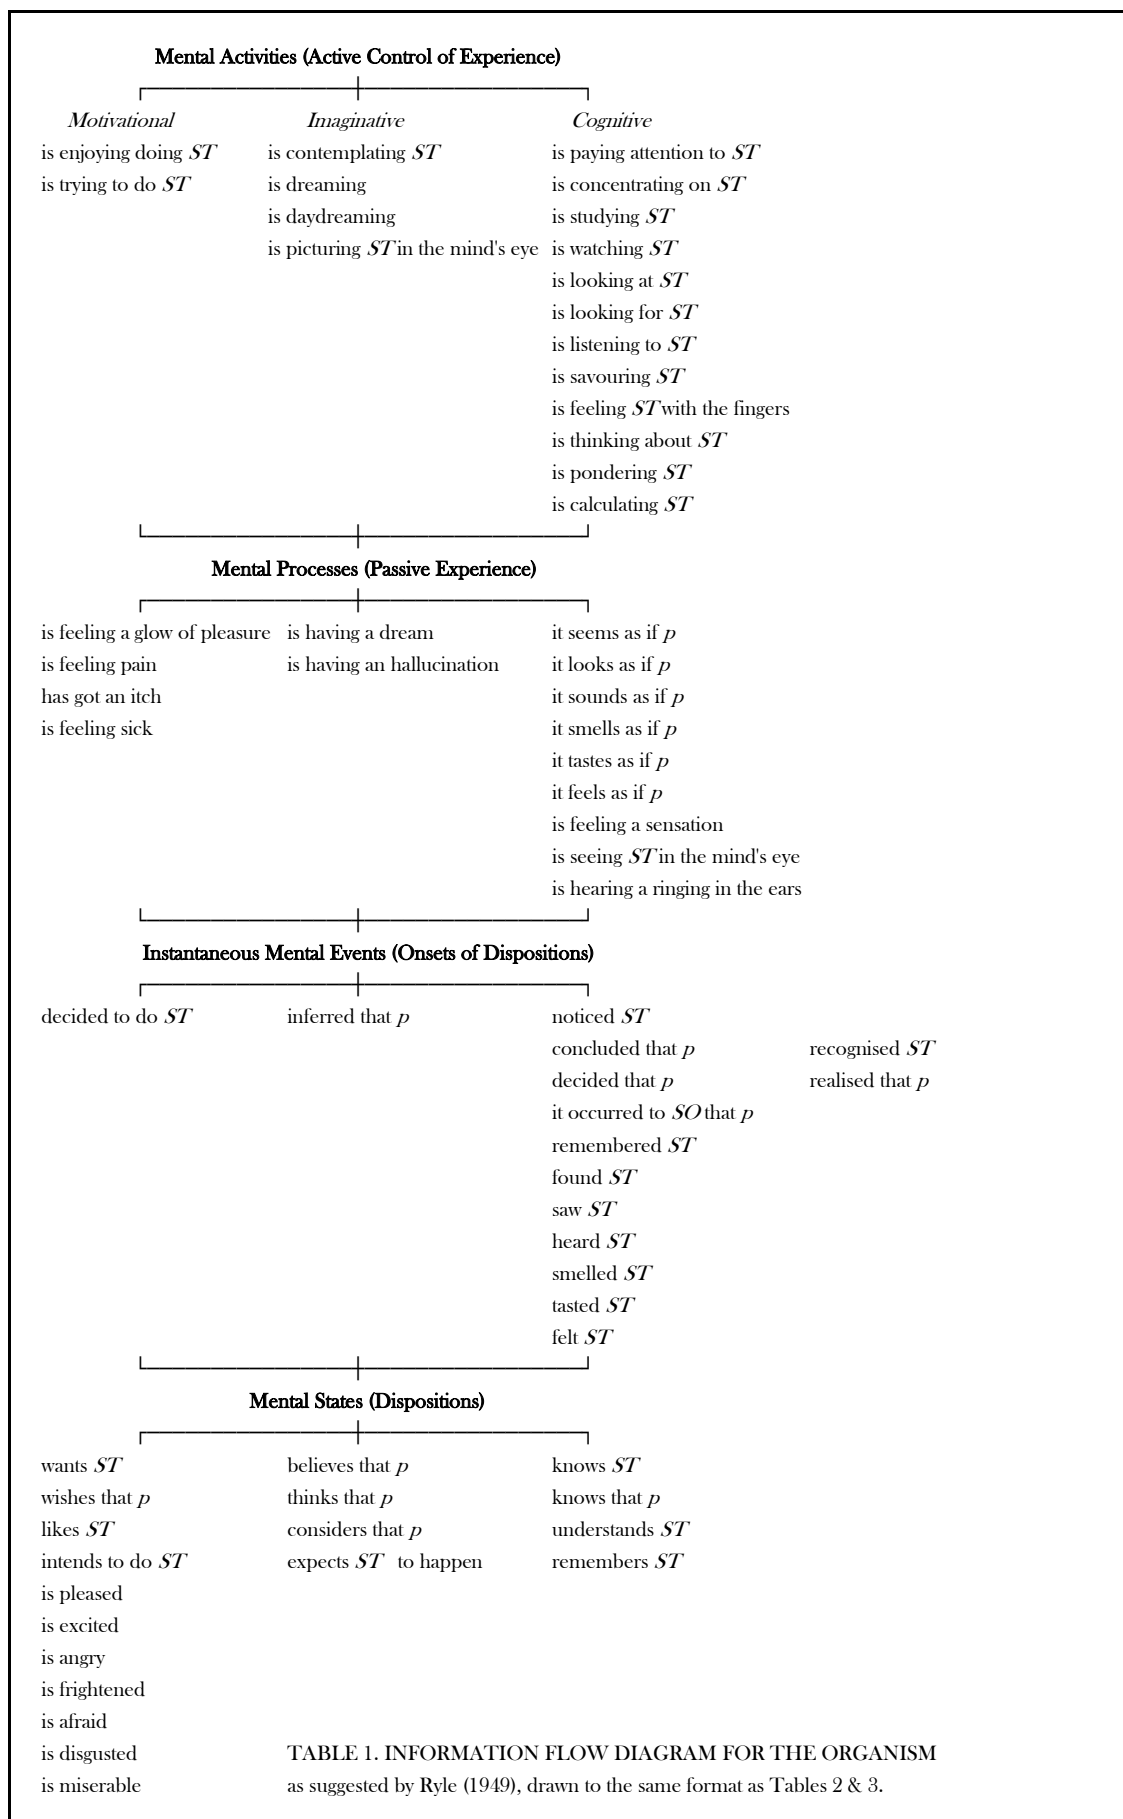 Mental Activities (Active Control of Experience)
Motivational Imaginative Cognitive
is enjoying doing ST is contemplating ST is paying attention to ST
is trying to do ST is dreaming is concentrating on ST
is daydreaming is studying ST
is picturing ST in the mind's eye is watching ST
is looking at ST
is looking for ST
is listening to ST
is savouring ST
is feeling ST with the fingers
is thinking about ST
is pondering ST
is calculating ST
Mental Processes (Passive Experience)
is feeling a glow of pleasure is having a dream it seems as if p
is feeling pain is having an hallucination it looks as if p
has got an itch it sounds as if p
is feeling sick it smells as if p
it tastes as if p
it feels as if p
is feeling a sensation
is seeing ST in the mind's eye
is hearing a ringing in the ears
Instantaneous Mental Events (Onsets of Dispositions)
decided to do ST inferred that p noticed ST
concluded that p recognised ST
decided that p realised that p
it occurred to SO that p
remembered ST
found ST
saw ST
heard ST
smelled ST
tasted ST
felt ST
Mental States (Dispositions)
wants ST believes that p knows ST
wishes that p thinks that p knows that p
likes ST considers that p understands ST
intends to do ST expects ST to happen remembers ST
is pleased
is excited
is angry
is frightened
is afraid
is disgusted TABLE 1. INFORMATION FLOW DIAGRAM FOR THE ORGANISM
is miserable as suggested by Ryle (1949), drawn to the same format as Tables 2 & 3.